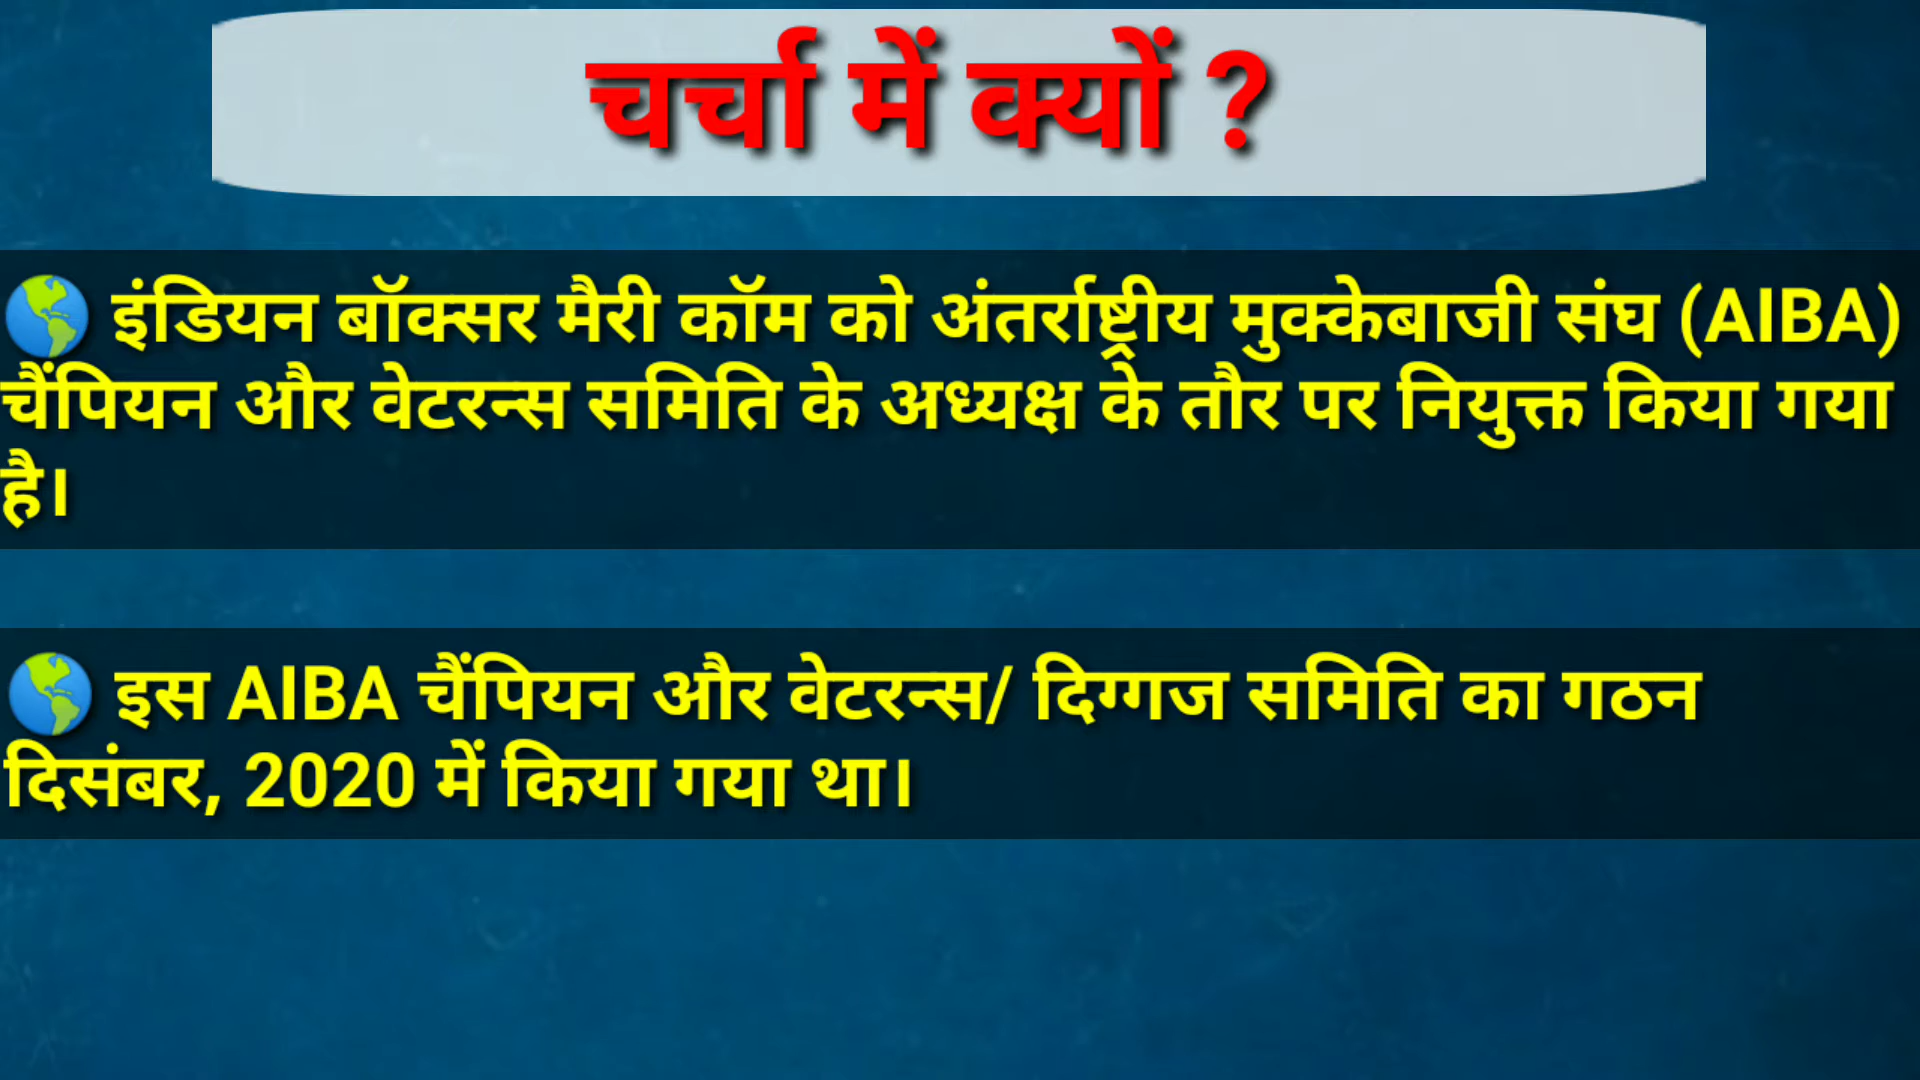 चर्चा में क्यों ?
🌎 इंडियन बॉक्सर मैरी कॉम को अंतर्राष्ट्रीय मुक्केबाजी संघ (AIBA)
चैंपियन और वेटरन्स समिति के अध्यक्ष के तौर पर नियुक्त किया गया
है।
🌎 इस AIBA चैंपियन और वेटरन्स/ दिग्गज समिति का गठन
दिसंबर, 2020 में किया गया था।